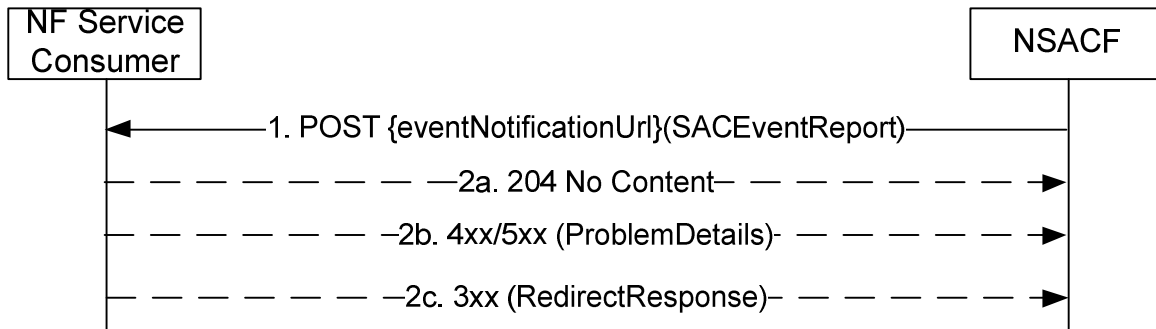 NF Service
Consumer
NSACF
1. POST {eventNotificationUrl}(SACEventReport)
2a. 204 No Content
2b. 4xx/5xx (ProblemDetails)
2c. 3xx (RedirectResponse)